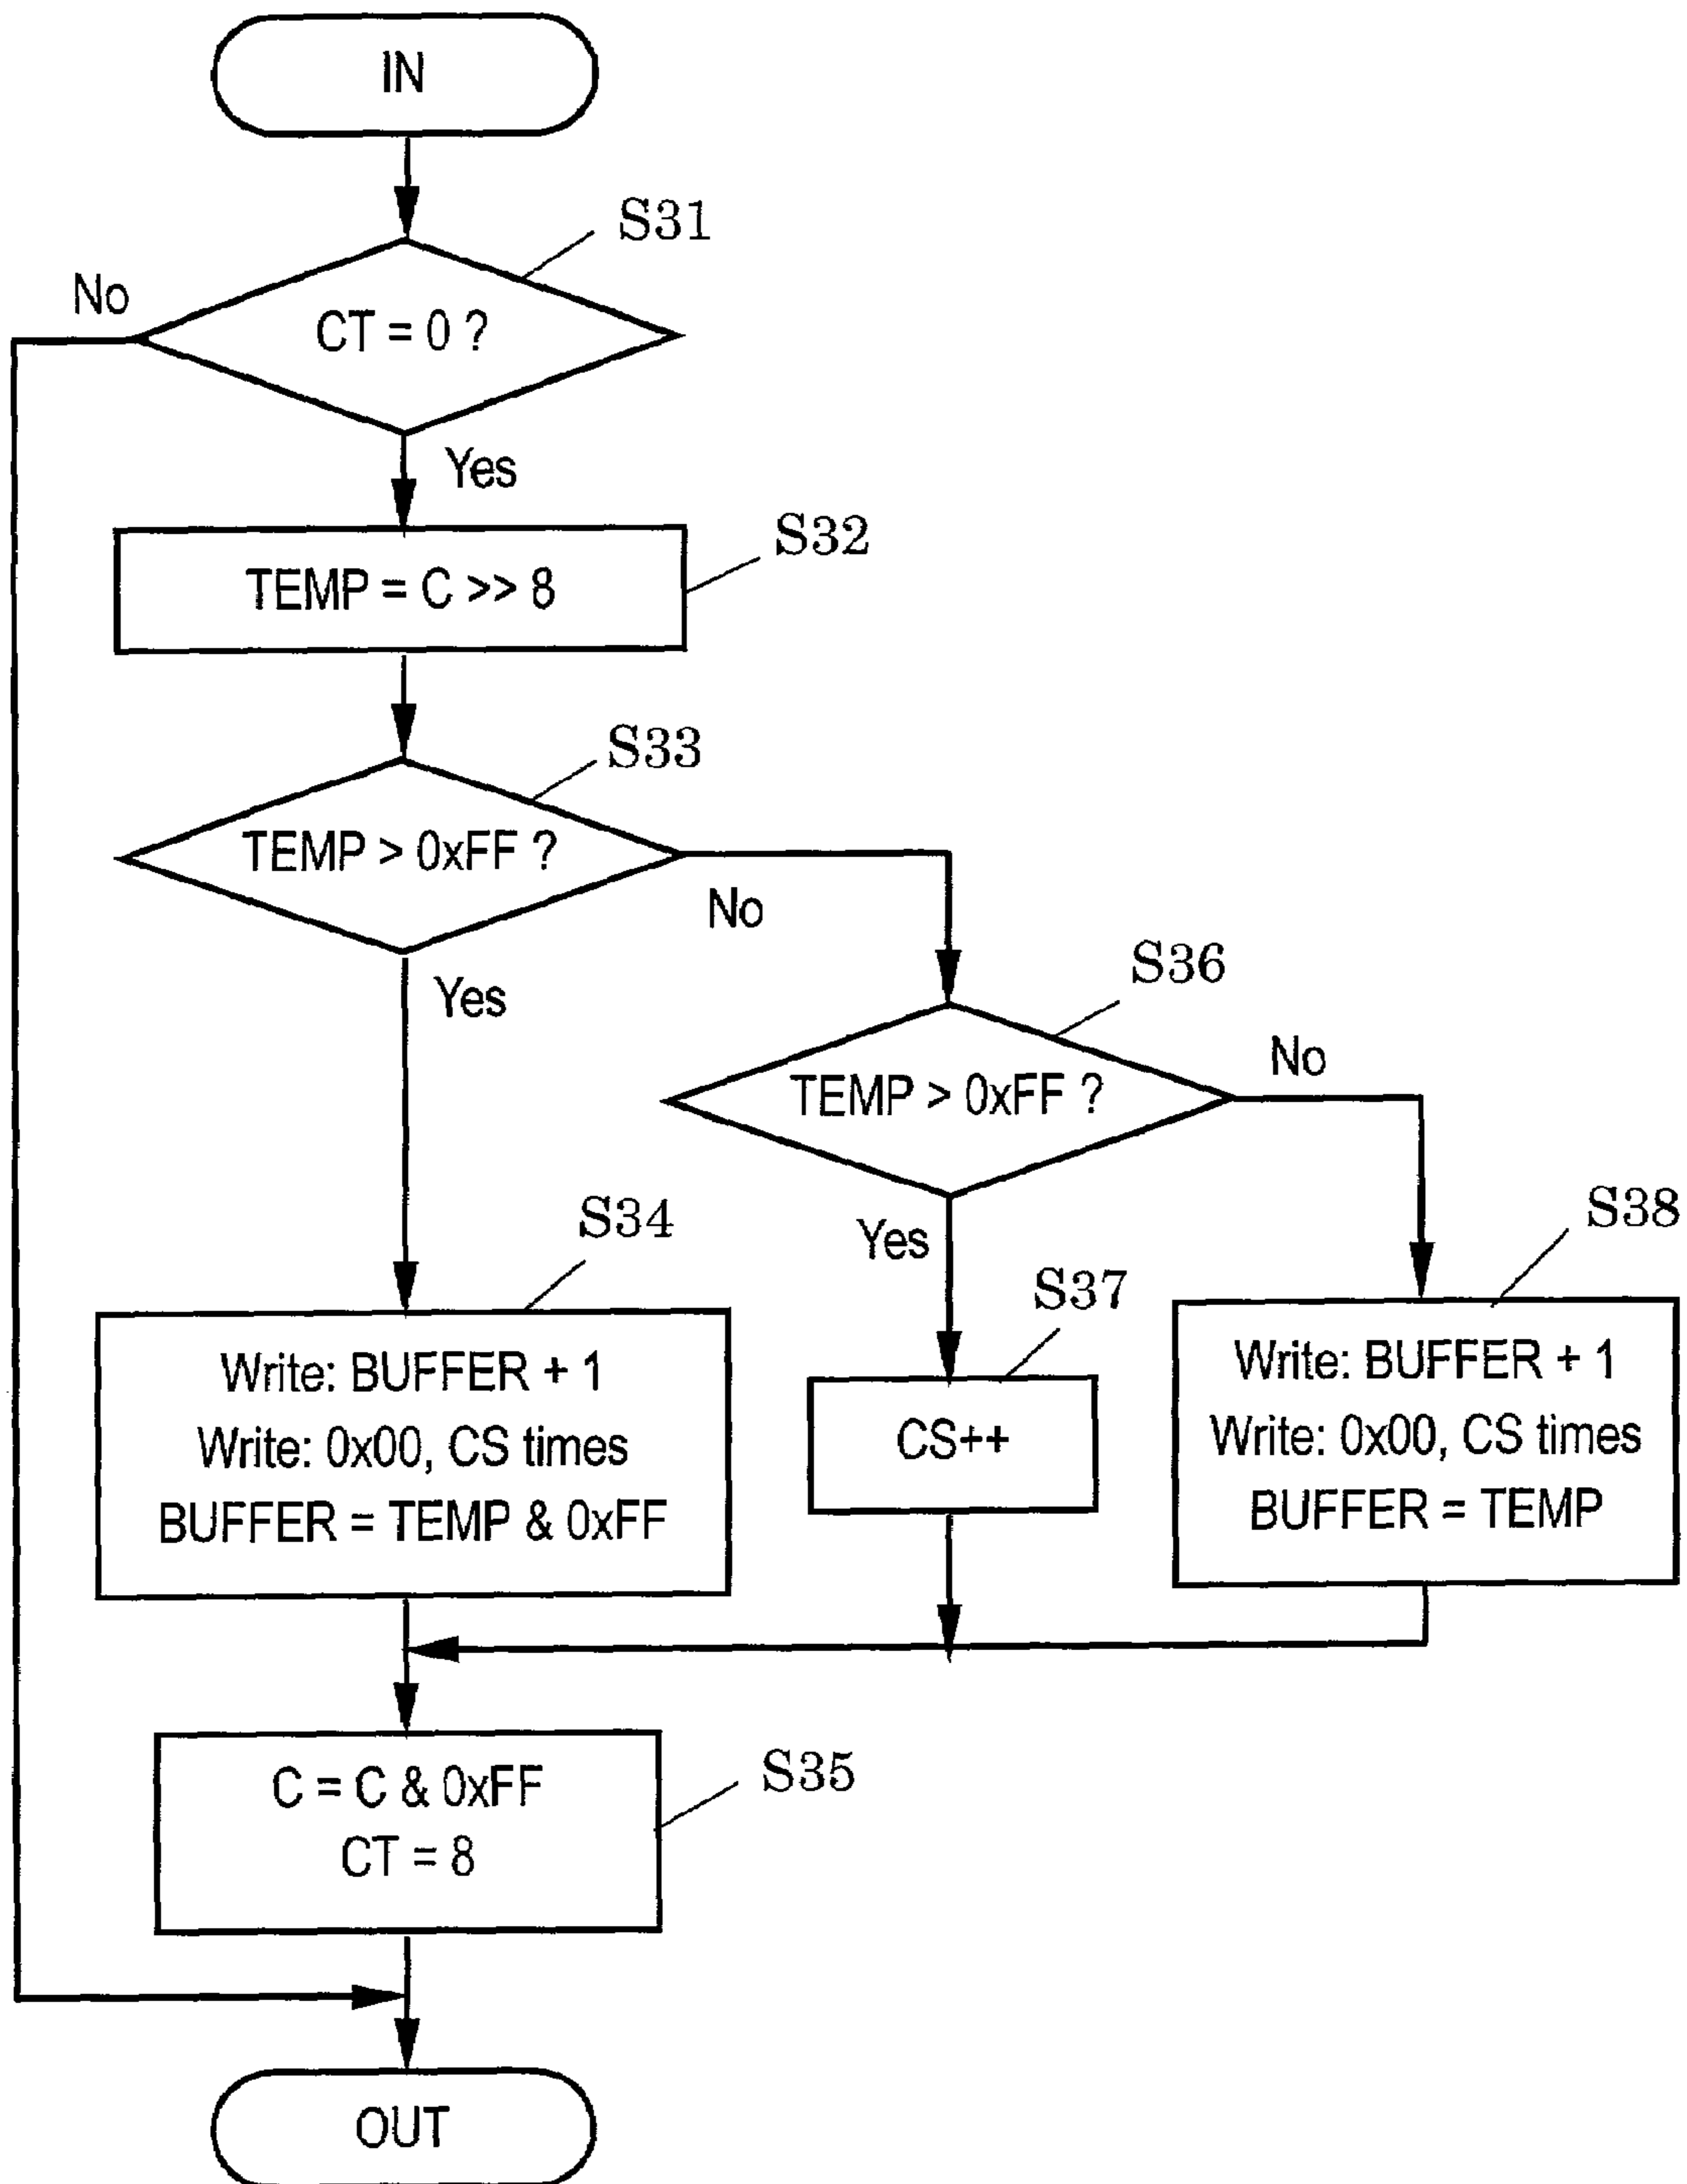 IN
S31
No
CT = 0 ?
Yes
S32
TEMP = C >> 8
S33
TEMP > 0xFF ?
No
Yes
S36
No
TEMP > 0xFF ?
S34
S38
Yes
S37
Write: BUFFER + 1
Write: 0x00, CS times
BUFFER = TEMP & 0xFF
CS++
Write: BUFFER + 1
Write: 0x00, CS times
BUFFER = TEMP
S35
C = C & 0xFF
CT = 8
OUT